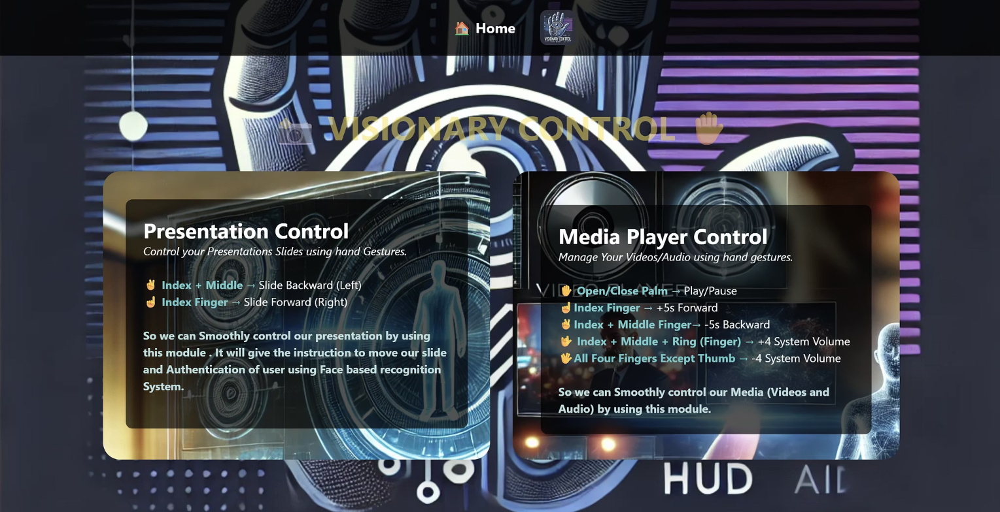 🏠 Home
VISIONARY CONTROL
📷 VISIONARY CONTROL ✋
Presentation Control
Control your Presentations Slides using hand Gestures.
✌ Index + Middle → Slide Backward (Left)
☝ Index Finger → Slide Forward (Right)
So we can Smoothly control our presentation by using
this module . It will give the instruction to move our slide
and Authentication of user using Face based recognition
System.
Media Player Control
Manage Your Videos/Audio using hand gestures.
✋ Open/Close Palm → Play/Pause
☝Index Finger → +5s Forward
✌Index + Middle Finger→ -5s Backward
🤟 Index + Middle + Ring (Finger) → +4 System Volume
🖖All Four Fingers Except Thumb → -4 System Volume
So we can Smoothly control our Media (Videos and
Audio) by using this module.
HUD